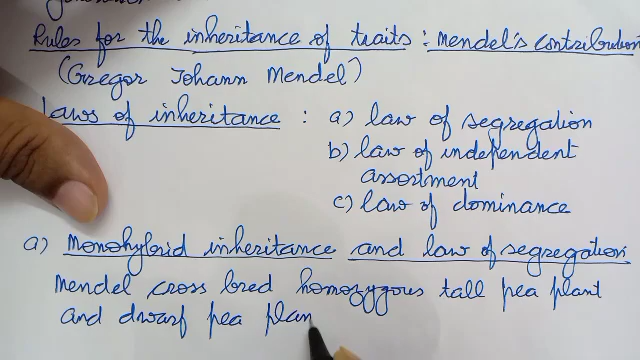 Rules for the inheritance of traits : Mendel's contribution
(Gregor Johann Mendel)
Laws of inheritance : a) law of segregation
b) law of independent
assortment
c) law of dominance
a) Monohybrid inheritance and law of segregation
Mendel cross bred homozygous tall pea plant
and dwarf pea plan